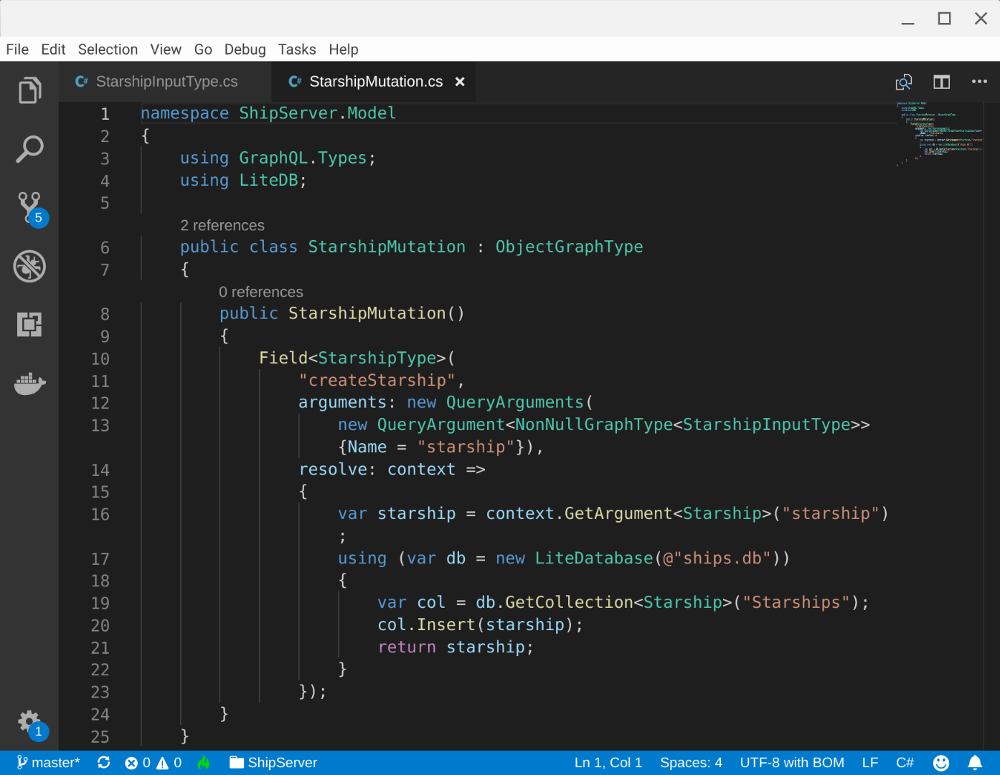 File Edit Selection View Go Debug Tasks Help
C# StarshipInputType.cs C# StarshipMutation.cs
1 namespace ShipServer.Model
2 {
3 using GraphQL.Types;
4 using LiteDB;
5
2 references
6 public class StarshipMutation : ObjectGraphType
7 {
0 references
8 public StarshipMutation()
9 {
10 Field<StarshipType>(
11 "createStarship",
12 arguments: new QueryArguments(
13 new QueryArgument<NonNullGraphType<StarshipInputType>>
{Name = "starship"}),
14 resolve: context =>
15 {
16 var starship = context.GetArgument<Starship>("starship")
;
17 using (var db = new LiteDatabase(@"ships.db"))
18 {
19 var col = db.GetCollection<Starship>("Starships");
20 col.Insert(starship);
21 return starship;
22 }
23 });
24 }
25 }
5
1
master* 0 0 ShipServer Ln 1, Col 1 Spaces: 4 UTF-8 with BOM LF C#